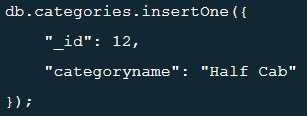 db.categories.insertOne({
    "_id": 12,
    "categoryname": "Half Cab"
});